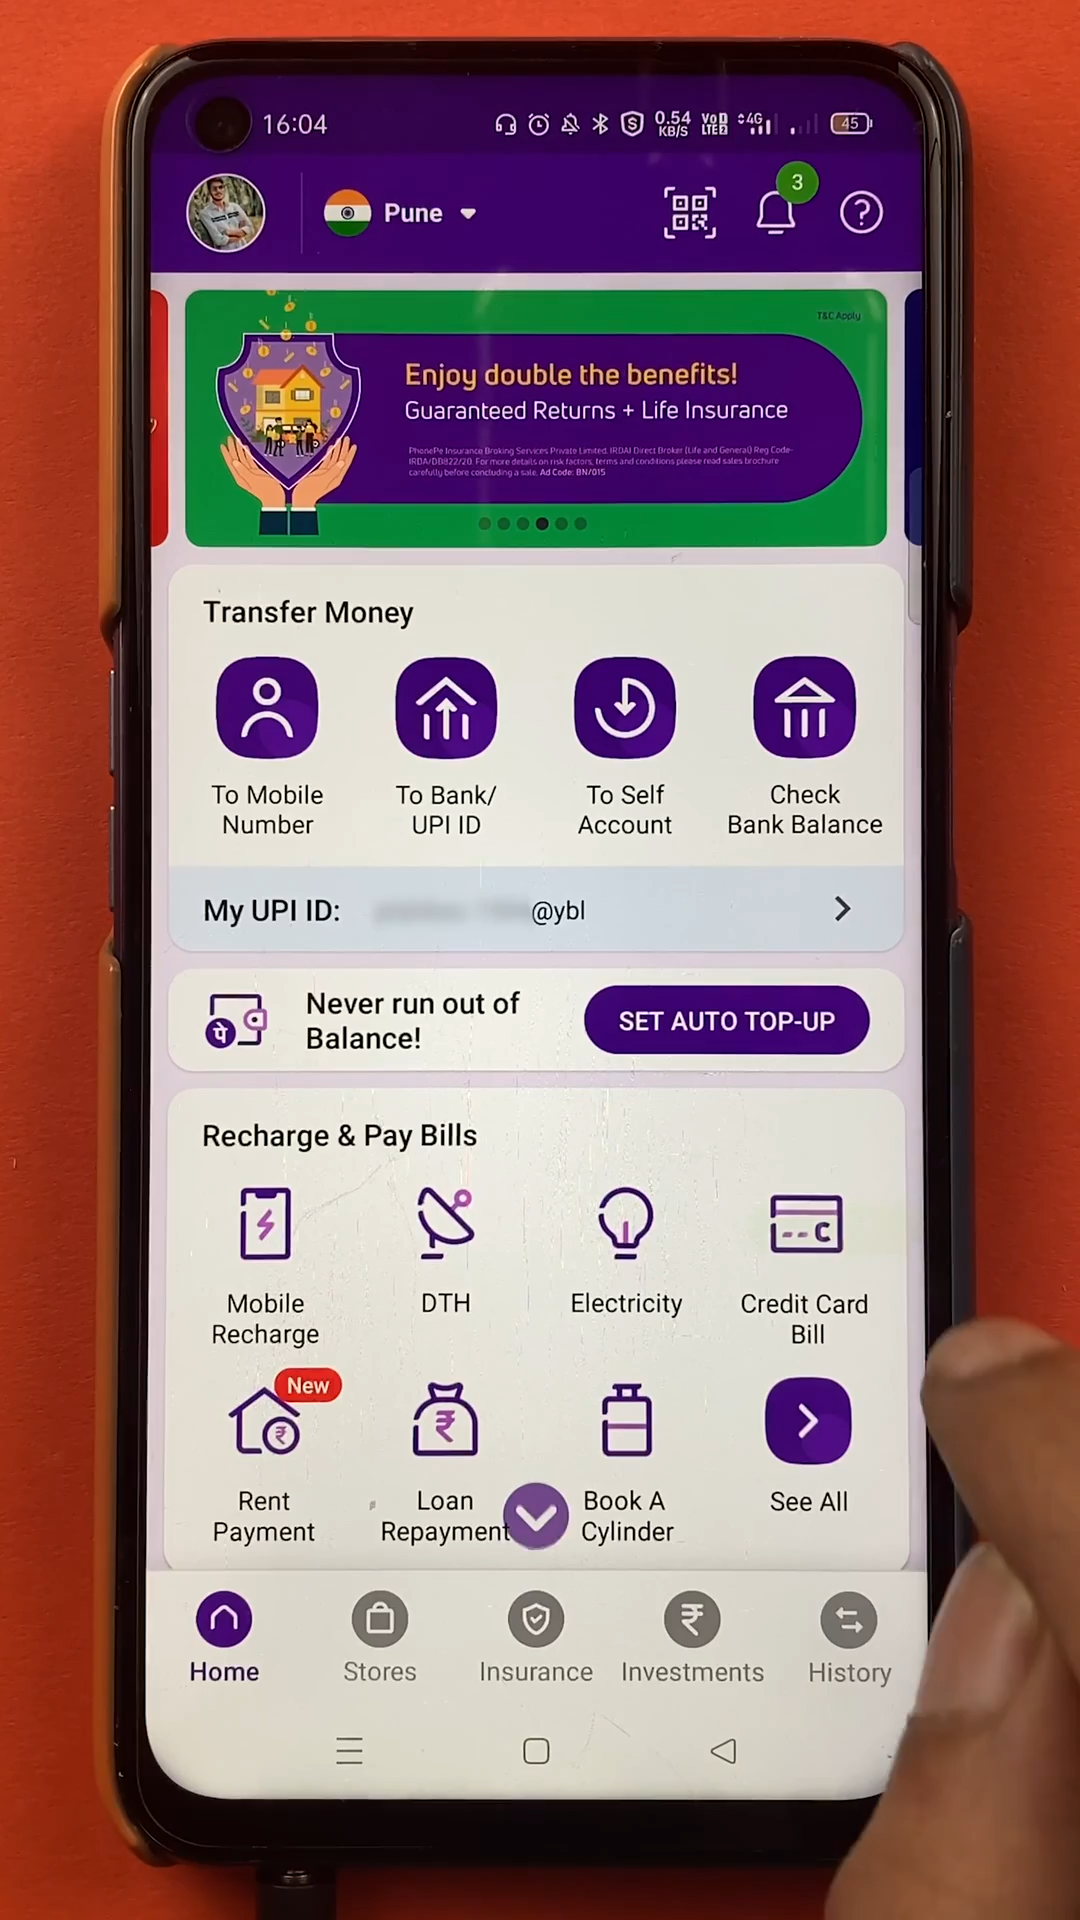 16:04
0.54
KB/S
VoD
LTE2
4G
45
Pune
3
T&C Apply
Enjoy double the benefits!
Guaranteed Returns + Life Insurance
PhonePe Insurance Broking Services Private Limited. IRDAI Direct Broker (Life and General) Reg Code-
IRDA/DB822/20. For more details on risk factors, terms and conditions please read sales brochure
carefully before concluding a sale. Ad Code: BN/015
Transfer Money
To Mobile
Number
To Bank/
UPI ID
To Self
Account
Check
Bank Balance
My UPI ID: @ybl
पे
Never run out of
Balance!
SET AUTO TOP-UP
Recharge & Pay Bills
C
Mobile
Recharge
DTH
Electricity
Credit Card
Bill
New
₹
₹
Rent
Payment
Loan
Repayment
Book A
Cylinder
See All
₹
Home
Stores
Insurance
Investments
History